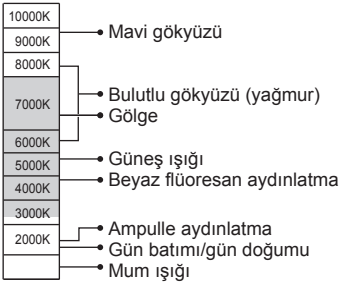 10000K
9000K
8000K
7000K
6000K
5000K
4000K
3000K
2000K
Mavi gökyüzü
Bulutlu gökyüzü (yağmur)
Gölge
Güneş ışığı
Beyaz flüoresan aydınlatma
Ampulle aydınlatma
Gün batımı/gün doğumu
Mum ışığı